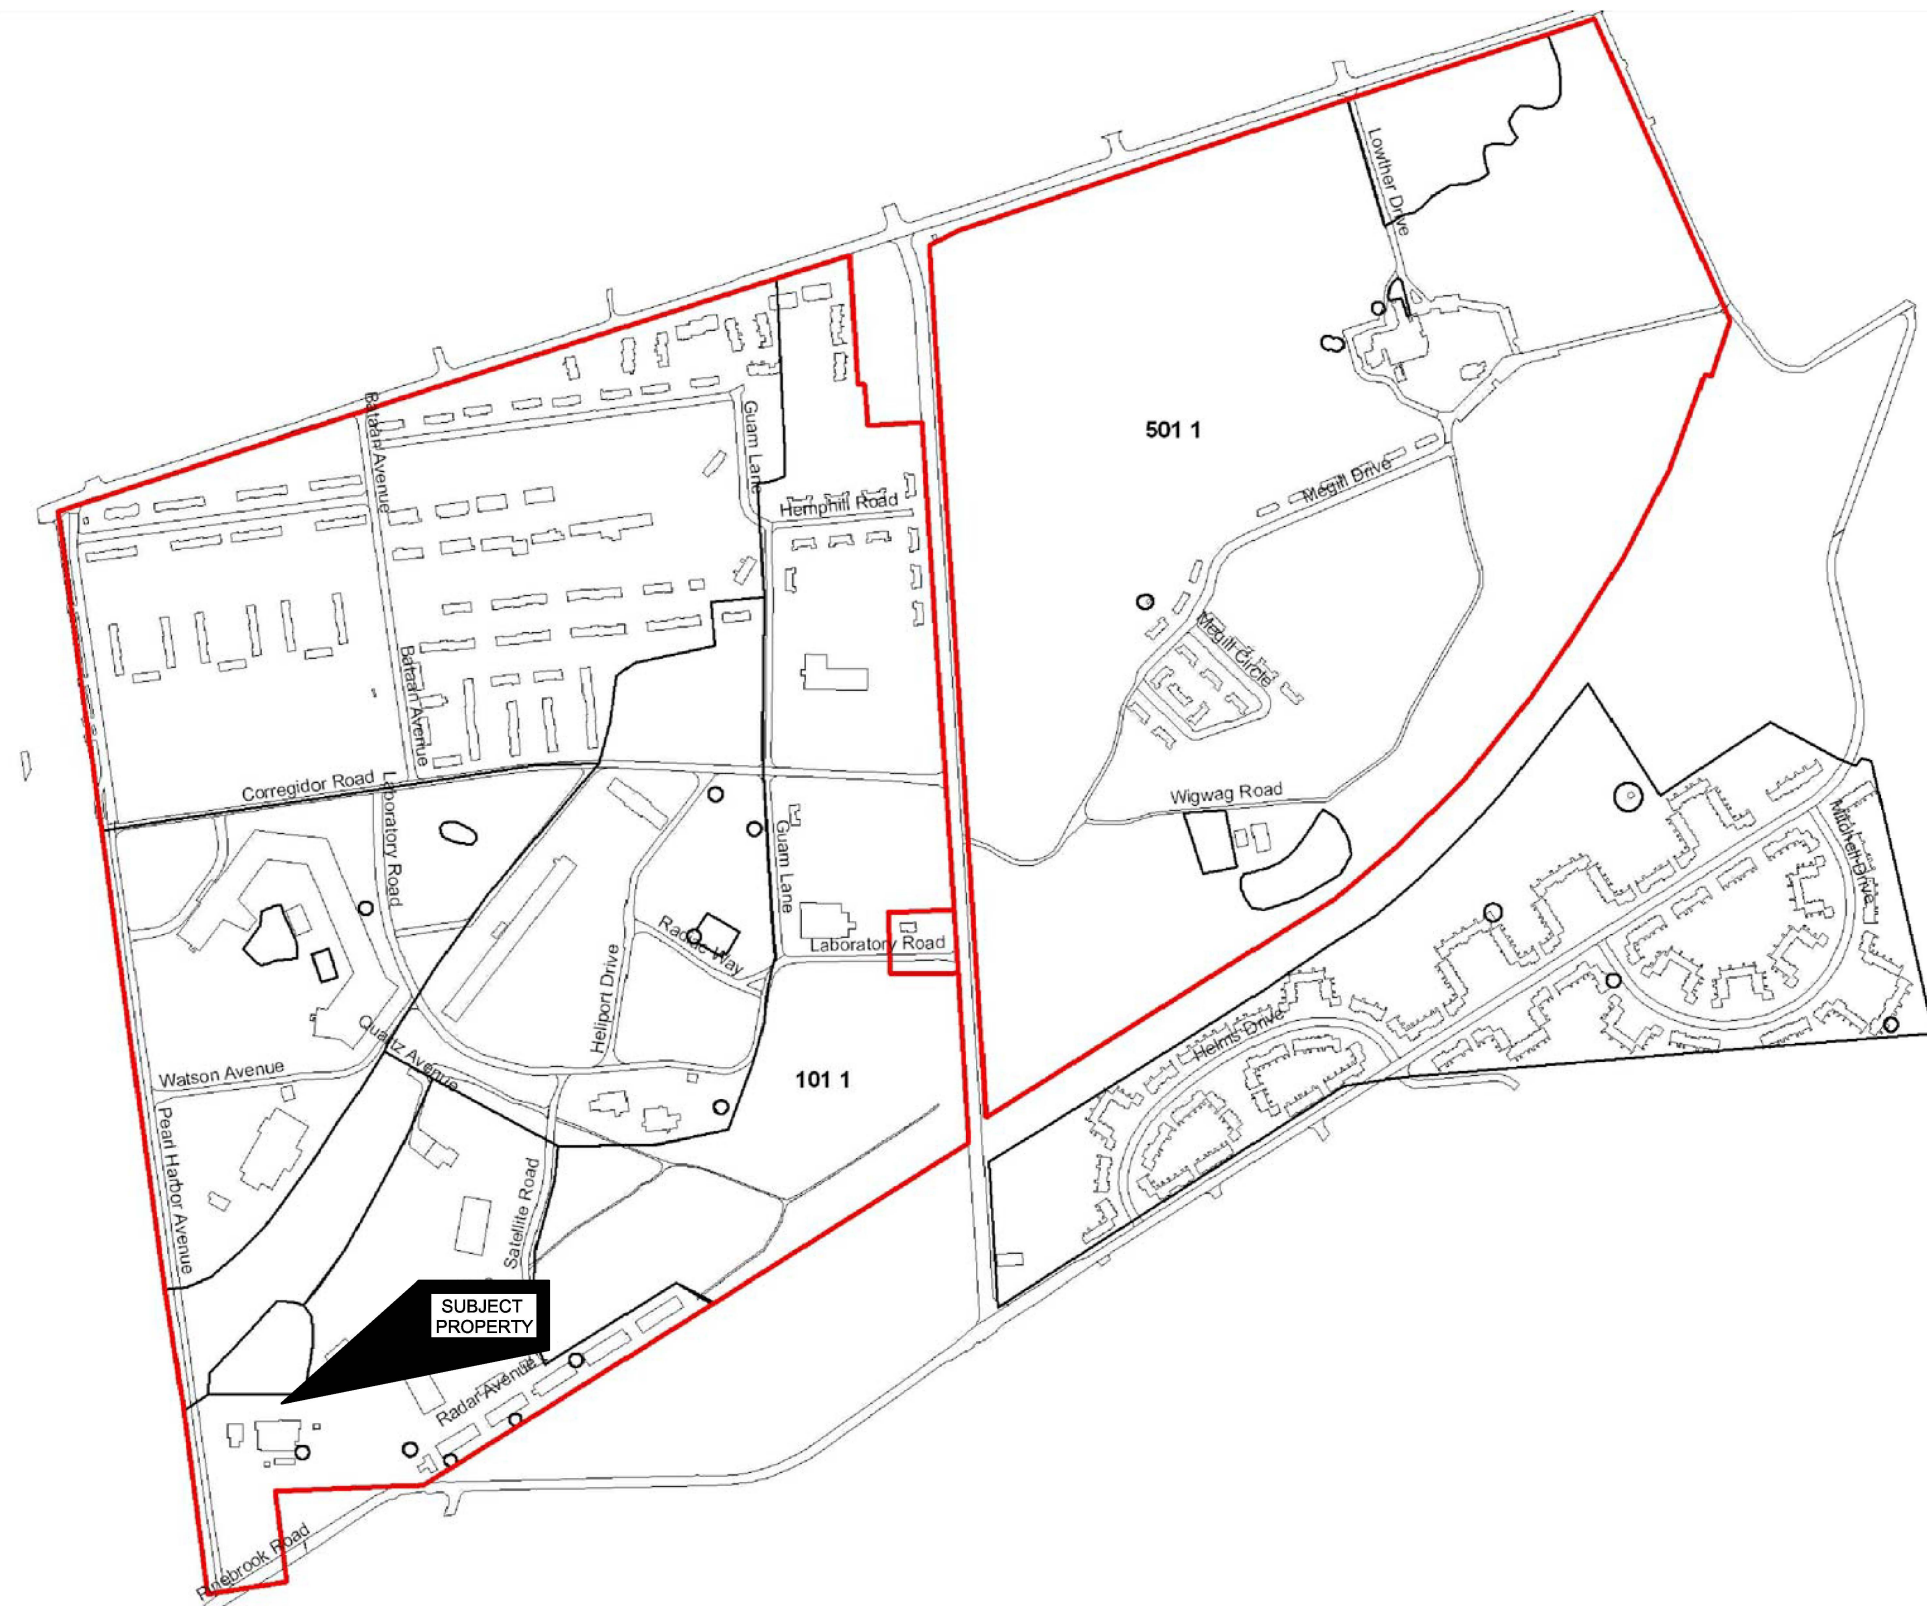 Lowther Drive
Bataan Avenue
Guam Lane
501 1
Megill Drive
Hemphill Road
Megill Circle
Bataan Avenue
Corregidor Road
Laboratory Road
Wigwag Road
Mitchell Drive
Guam Lane
Radiac Way
Laboratory Road
Heliport Drive
Helms Drive
Quartz Avenue
Watson Avenue
101 1
Pearl Harbor Avenue
Satellite Road
SUBJECT
PROPERTY
Radar Avenue
Pinebrook Road